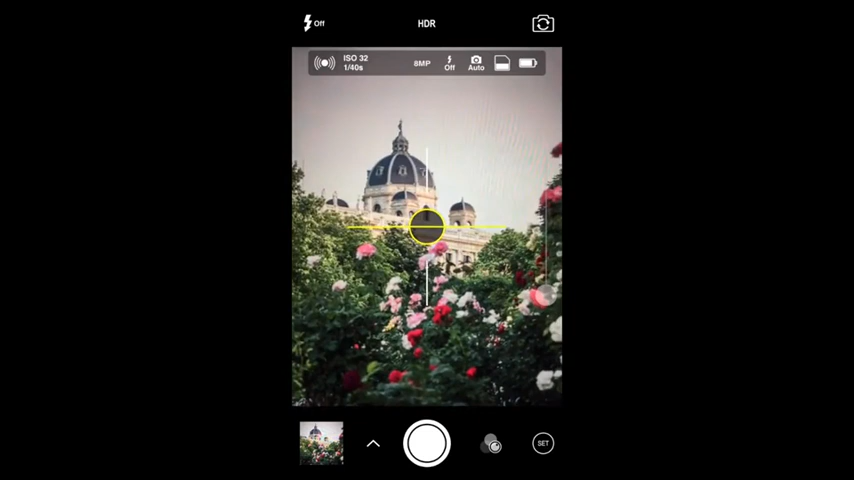 Off
HDR
ISO 32
1/40s
8MP
Off
Auto
SET